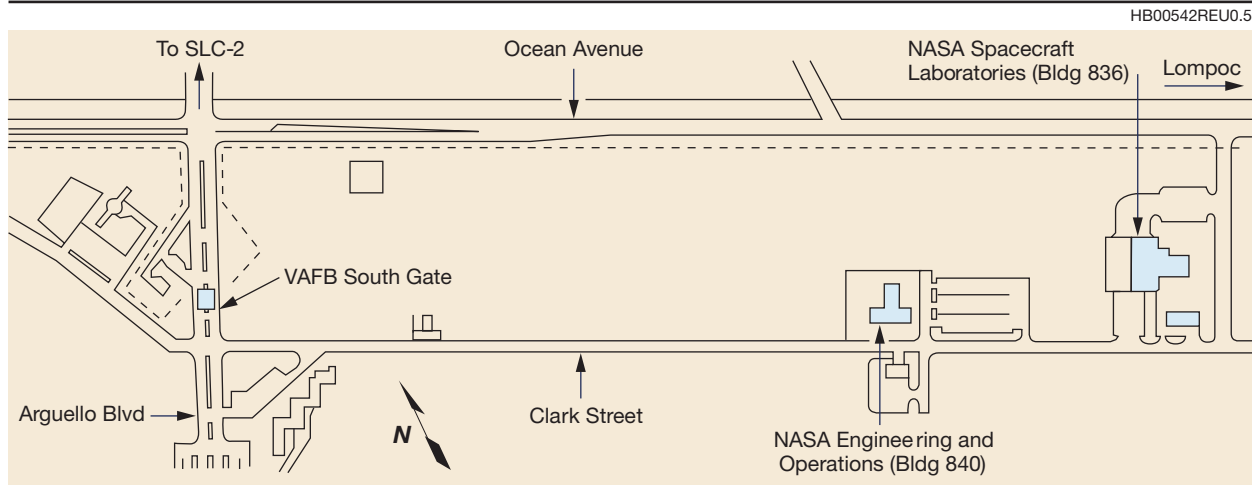 HB00542REU0.5
To SLC-2
Ocean Avenue
NASA Spacecraft
Laboratories (Bldg 836)
Lompoc
VAFB South Gate
Arguello Blvd
N
Clark Street
NASA Engineering and
Operations (Bldg 840)